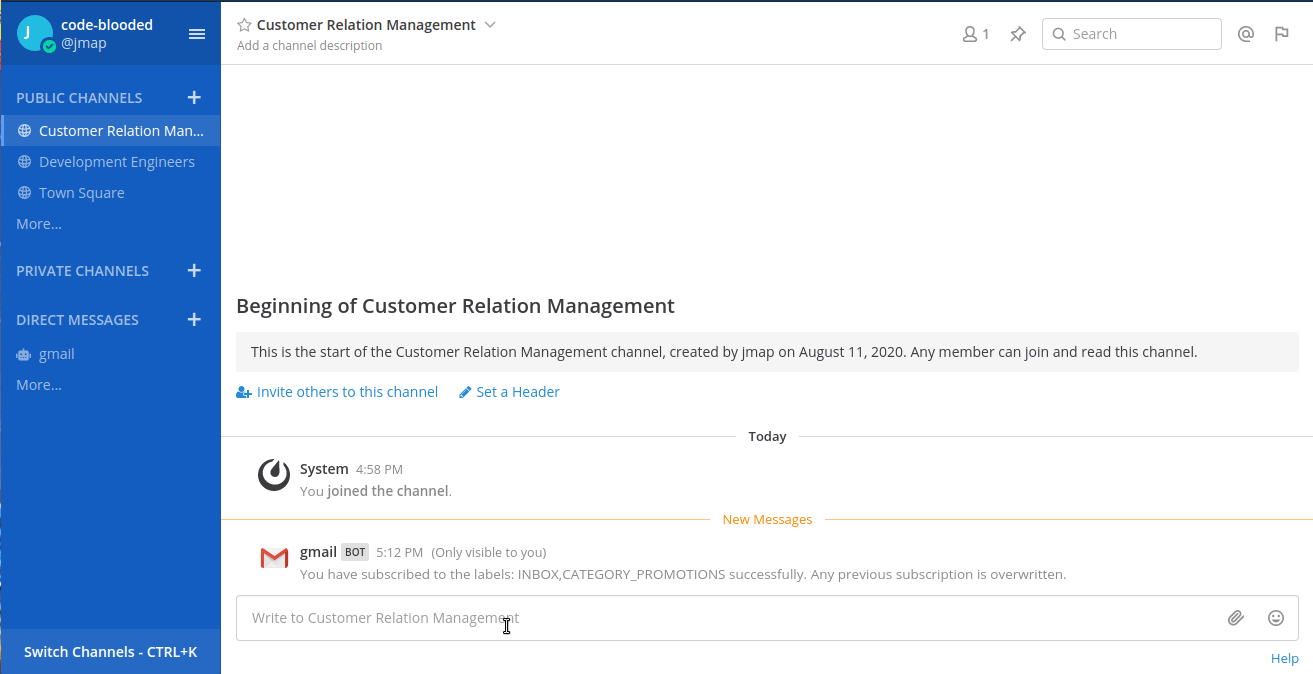 J
code-blooded
@jmap
PUBLIC CHANNELS
Customer Relation Man...
Development Engineers
Town Square
More...
PRIVATE CHANNELS
DIRECT MESSAGES
gmail
More...
Switch Channels - CTRL+K
Customer Relation Management
Add a channel description
1
Search
Beginning of Customer Relation Management
This is the start of the Customer Relation Management channel, created by jmap on August 11, 2020. Any member can join and read this channel.
Invite others to this channel Set a Header
Today
System 4:58 PM
You joined the channel.
New Messages
gmail BOT 5:12 PM (Only visible to you)
You have subscribed to the labels: INBOX,CATEGORY_PROMOTIONS successfully. Any previous subscription is overwritten.
Write to Customer Relation Management
Help